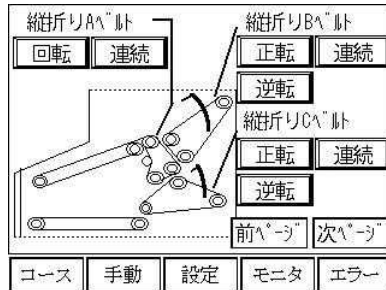 縦折りAベルト
回転 連続
縦折りBベルト
正転 連続
逆転
縦折りCベルト
正転 連続
逆転
前ページ 次ページ
コース 手動 設定 モニタ エラー